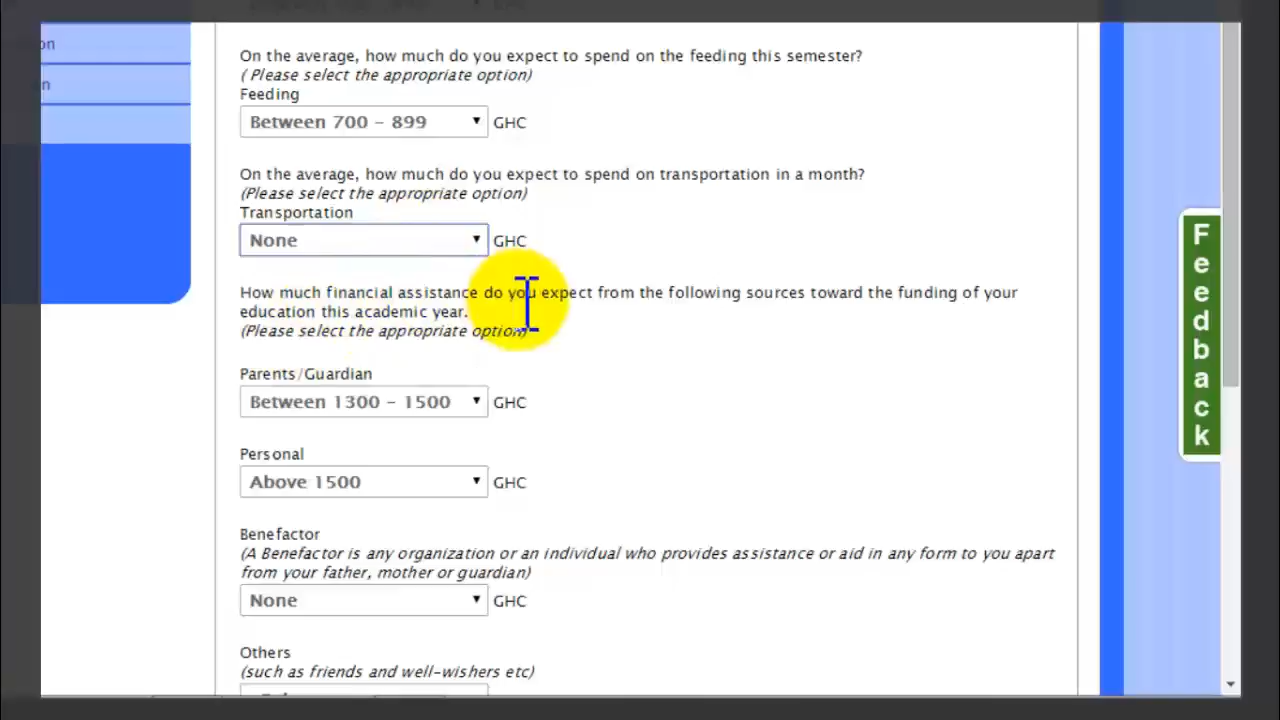 On the average, how much do you expect to spend on the feeding this semester?
( Please select the appropriate option)
Feeding
Between 700 - 899 GHC
On the average, how much do you expect to spend on transportation in a month?
(Please select the appropriate option)
Transportation
None GHC
How much financial assistance do you expect from the following sources toward the funding of your
education this academic year.
(Please select the appropriate option)
Parents/Guardian
Between 1300 - 1500 GHC
Personal
Above 1500 GHC
Benefactor
(A Benefactor is any organization or an individual who provides assistance or aid in any form to you apart
from your father, mother or guardian)
None GHC
Others
(such as friends and well-wishers etc)
Feedback